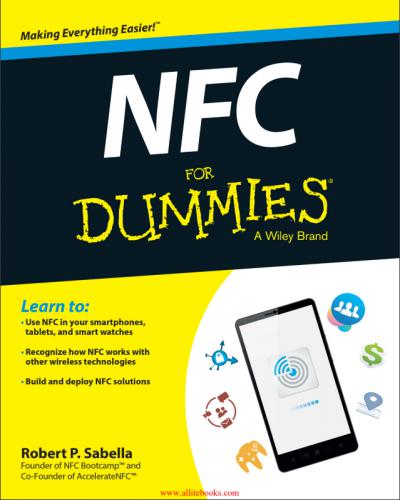 Making Everything Easier!™
NFC
FOR
DUMMIES®
A Wiley Brand
Learn to:
• Use NFC in your smartphones,
tablets, and smart watches
• Recognize how NFC works with
other wireless technologies
• Build and deploy NFC solutions
Robert P. Sabella
Founder of NFC Bootcamp™ and
Co-Founder of AccelerateNFC™
$
www.allitebooks.com